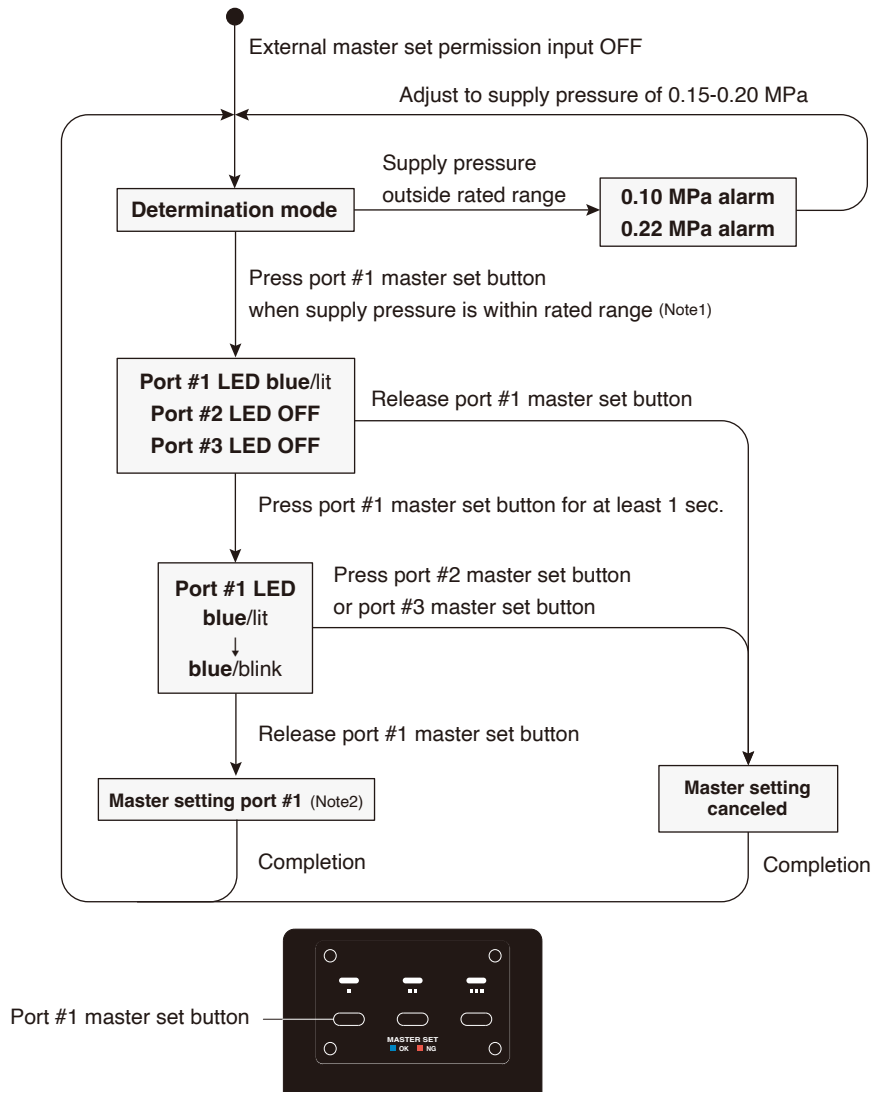 External master set permission input OFF
Adjust to supply pressure of 0.15-0.20 MPa
Supply pressure
outside rated range
Determination mode
0.10 MPa alarm
0.22 MPa alarm
Press port #1 master set button
when supply pressure is within rated range (Note1)
Port #1 LED blue/lit
Port #2 LED OFF
Port #3 LED OFF
Release port #1 master set button
Press port #1 master set button for at least 1 sec.
Port #1 LED
blue/lit
↓
blue/blink
Press port #2 master set button
or port #3 master set button
Release port #1 master set button
Master setting port #1 (Note2)
Master setting
canceled
Completion
Completion
Port #1 master set button
MASTER SET
OK NG